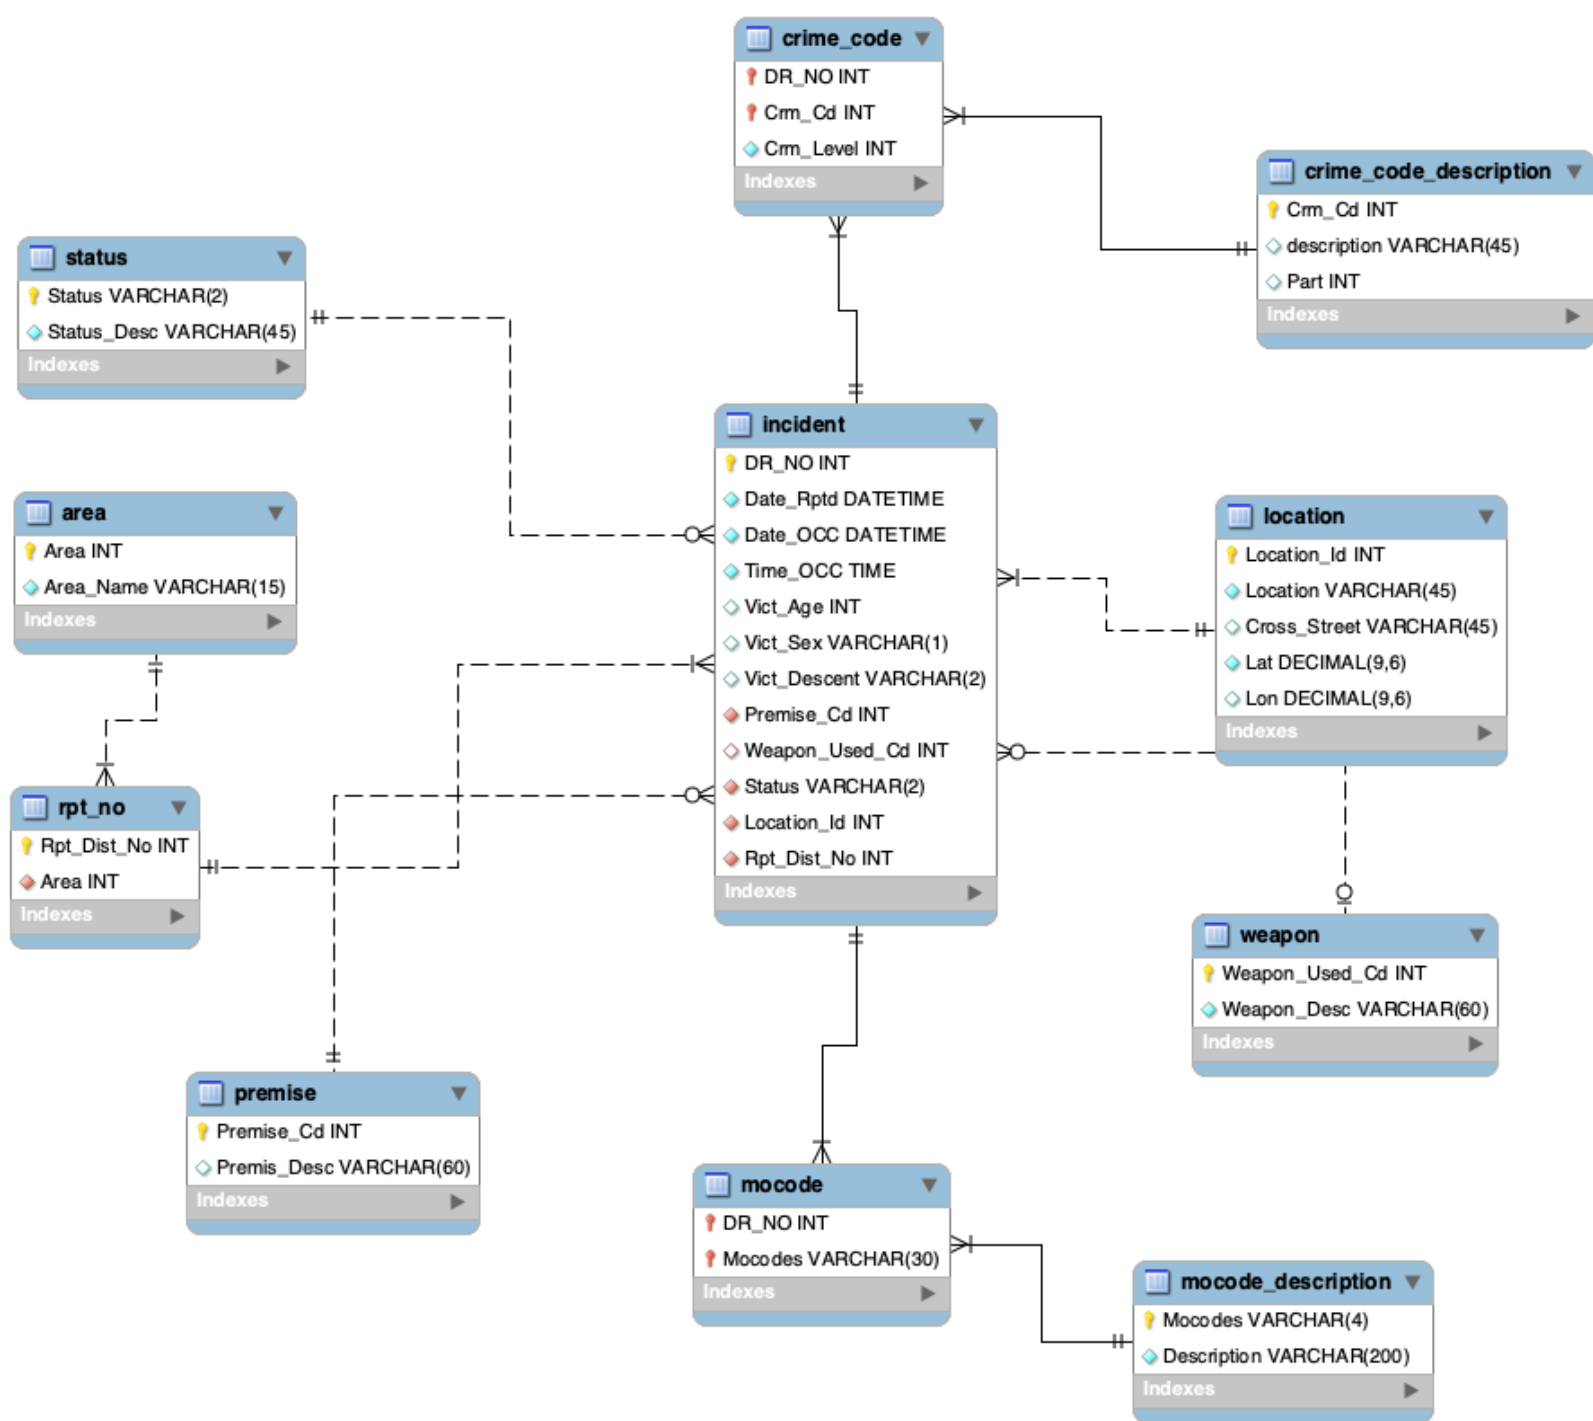 crime_code
DR_NO INT
Crm_Cd INT
Crm_Level INT
Indexes
crime_code_description
Crm_Cd INT
description VARCHAR(45)
Part INT
Indexes
status
Status VARCHAR(2)
Status_Desc VARCHAR(45)
Indexes
incident
DR_NO INT
Date_Rptd DATETIME
Date_OCC DATETIME
Time_OCC TIME
Vict_Age INT
Vict_Sex VARCHAR(1)
Vict_Descent VARCHAR(2)
Premise_Cd INT
Weapon_Used_Cd INT
Status VARCHAR(2)
Location_Id INT
Rpt_Dist_No INT
Indexes
area
Area INT
Area_Name VARCHAR(15)
Indexes
location
Location_Id INT
Location VARCHAR(45)
Cross_Street VARCHAR(45)
Lat DECIMAL(9,6)
Lon DECIMAL(9,6)
Indexes
rpt_no
Rpt_Dist_No INT
Area INT
Indexes
weapon
Weapon_Used_Cd INT
Weapon_Desc VARCHAR(60)
Indexes
premise
Premise_Cd INT
Premis_Desc VARCHAR(60)
Indexes
mocode
DR_NO INT
Mocodes VARCHAR(30)
Indexes
mocode_description
Mocodes VARCHAR(4)
Description VARCHAR(200)
Indexes